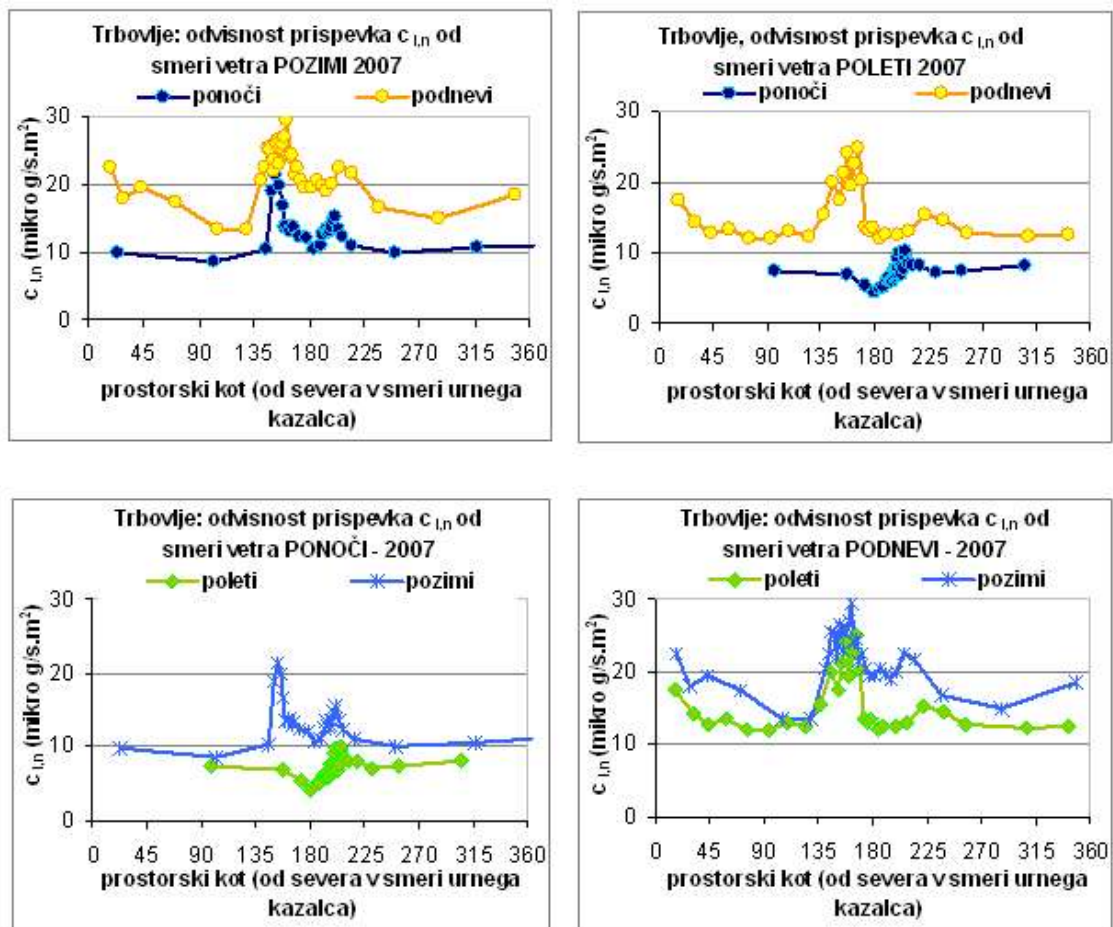 Trbovlje: odvisnost prispevka c I,n od
smeri vetra POZIMI 2007
ponoči podnevi
c I,n (mikro g/s.m²)
30
20
10
0
0 45 90 135 180 225 270 315 360
prostorski kot (od severa v smeri urnega
kazalca)
Trbovlje, odvisnost prispevka c I,n od
smeri vetra POLETI 2007
ponoči podnevi
c I,n (mikro g/s.m²)
30
20
10
0
0 45 90 135 180 225 270 315 360
prostorski kot (od severa v smeri urnega
kazalca)
Trbovlje: odvisnost prispevka c I,n od
smeri vetra PONOČI - 2007
poleti pozimi
c I,n (mikro g/s.m²)
30
20
10
0
0 45 90 135 180 225 270 315 360
prostorski kot (od severa v smeri urnega
kazalca)
Trbovlje: odvisnost prispevka c I,n od
smeri vetra PODNEVI - 2007
poleti pozimi
c I,n (mikro g/s.m²)
30
20
10
0
0 45 90 135 180 225 270 315 360
prostorski kot (od severa v smeri urnega
kazalca)